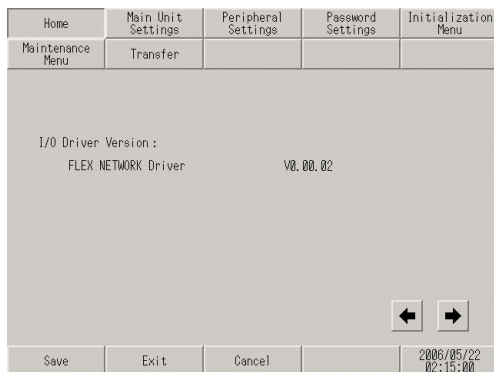 Home
Main Unit
Settings
Peripheral
Settings
Password
Settings
Initialization
Menu
Maintenance
Menu
Transfer
I/O Driver Version :
FLEX NETWORK Driver V0.00.02
Save
Exit
Cancel
2006/05/22
02:15:00